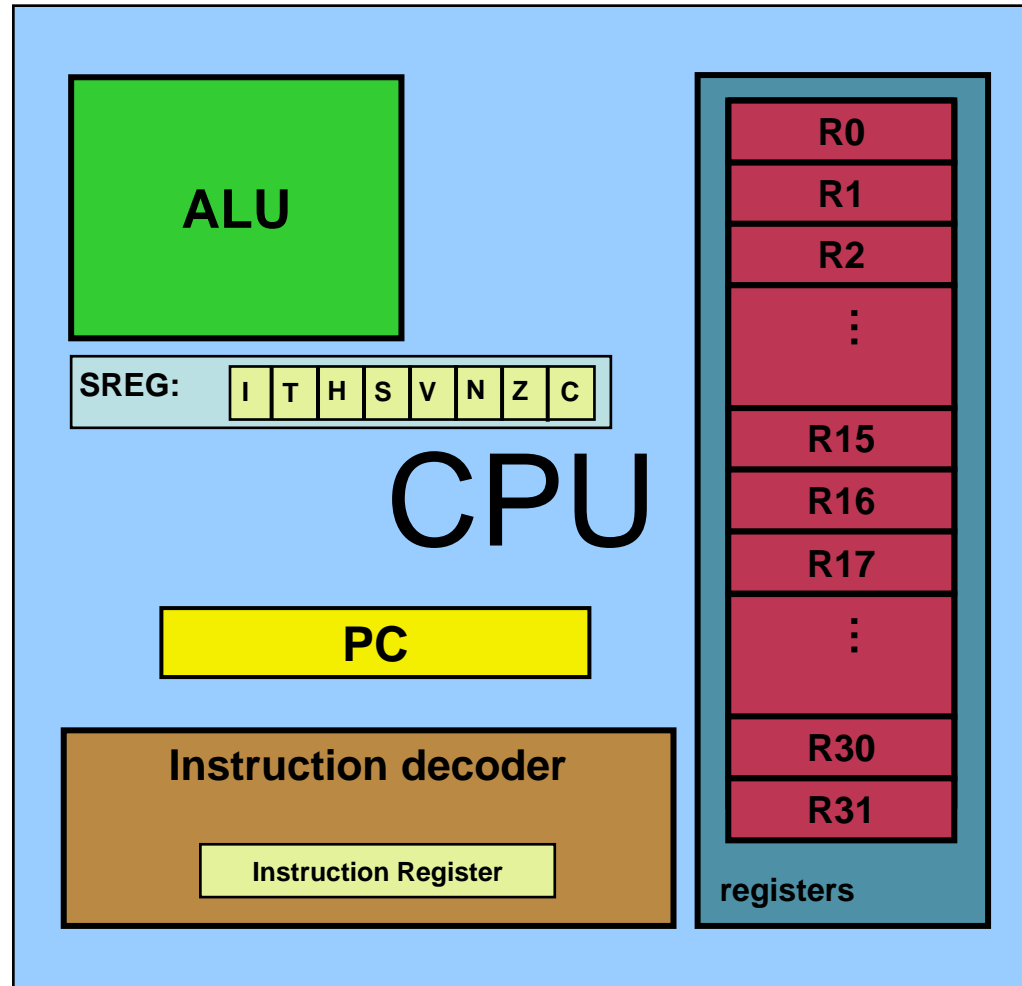 ALU
SREG: I T H S V N Z C
CPU
PC
Instruction decoder
Instruction Register
R0
R1
R2
...
R15
R16
R17
...
R30
R31
registers